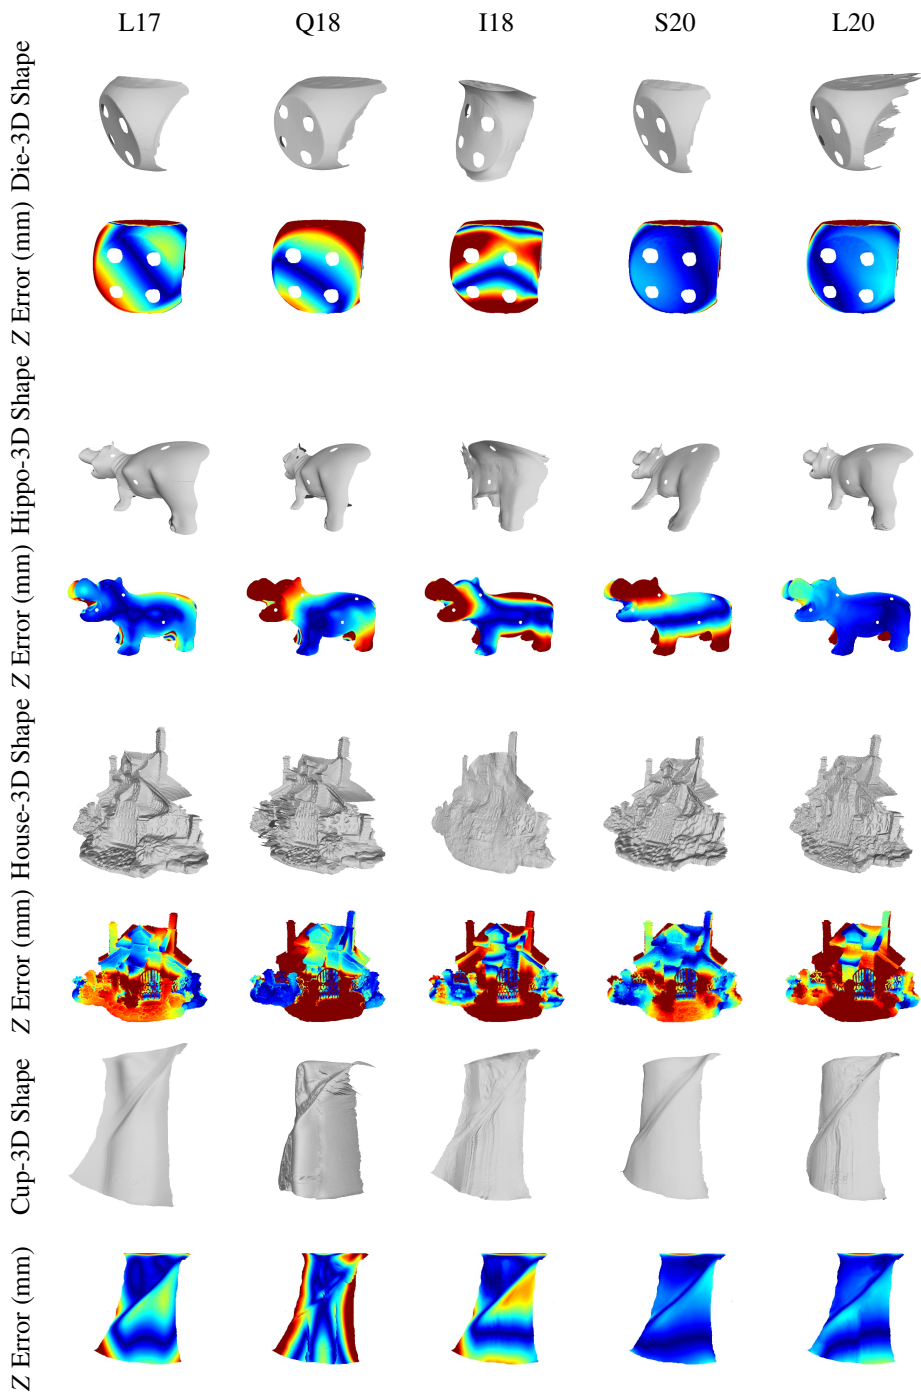 L17 Q18 I18 S20 L20
Die-3D Shape
Z Error (mm)
Hippo-3D Shape
Z Error (mm)
House-3D Shape
Z Error (mm)
Cup-3D Shape
Z Error (mm)